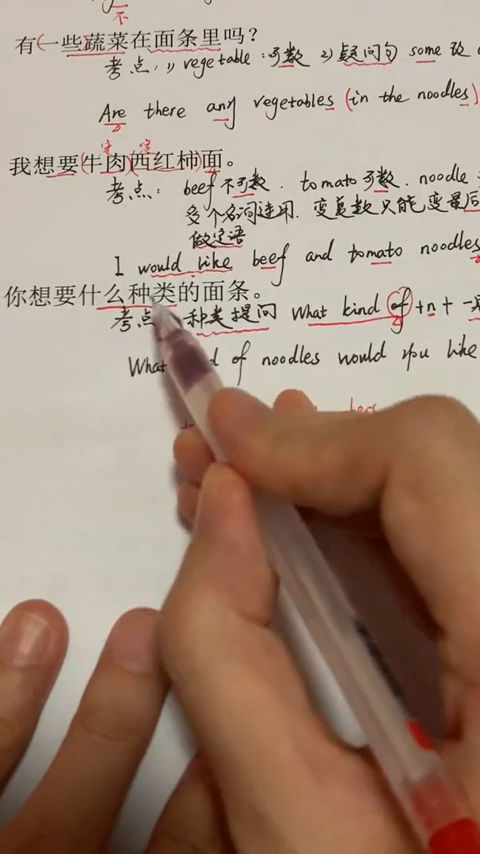 不
有一些蔬菜在面条里吗？
考点：1) vegetable：可数 2) 疑问句 some 改
Are there any vegetables (in the noodles)
我想要(牛肉)(西红柿)面。
考点： beef 不可数． tomato 可数．noodle
多个名词连用．变复数只能变最后
做定语
I would like beef and tomato noodles
你想要什么种类的面条。
考点 种类提问 What kind of + n + 一
What of noodles would you like